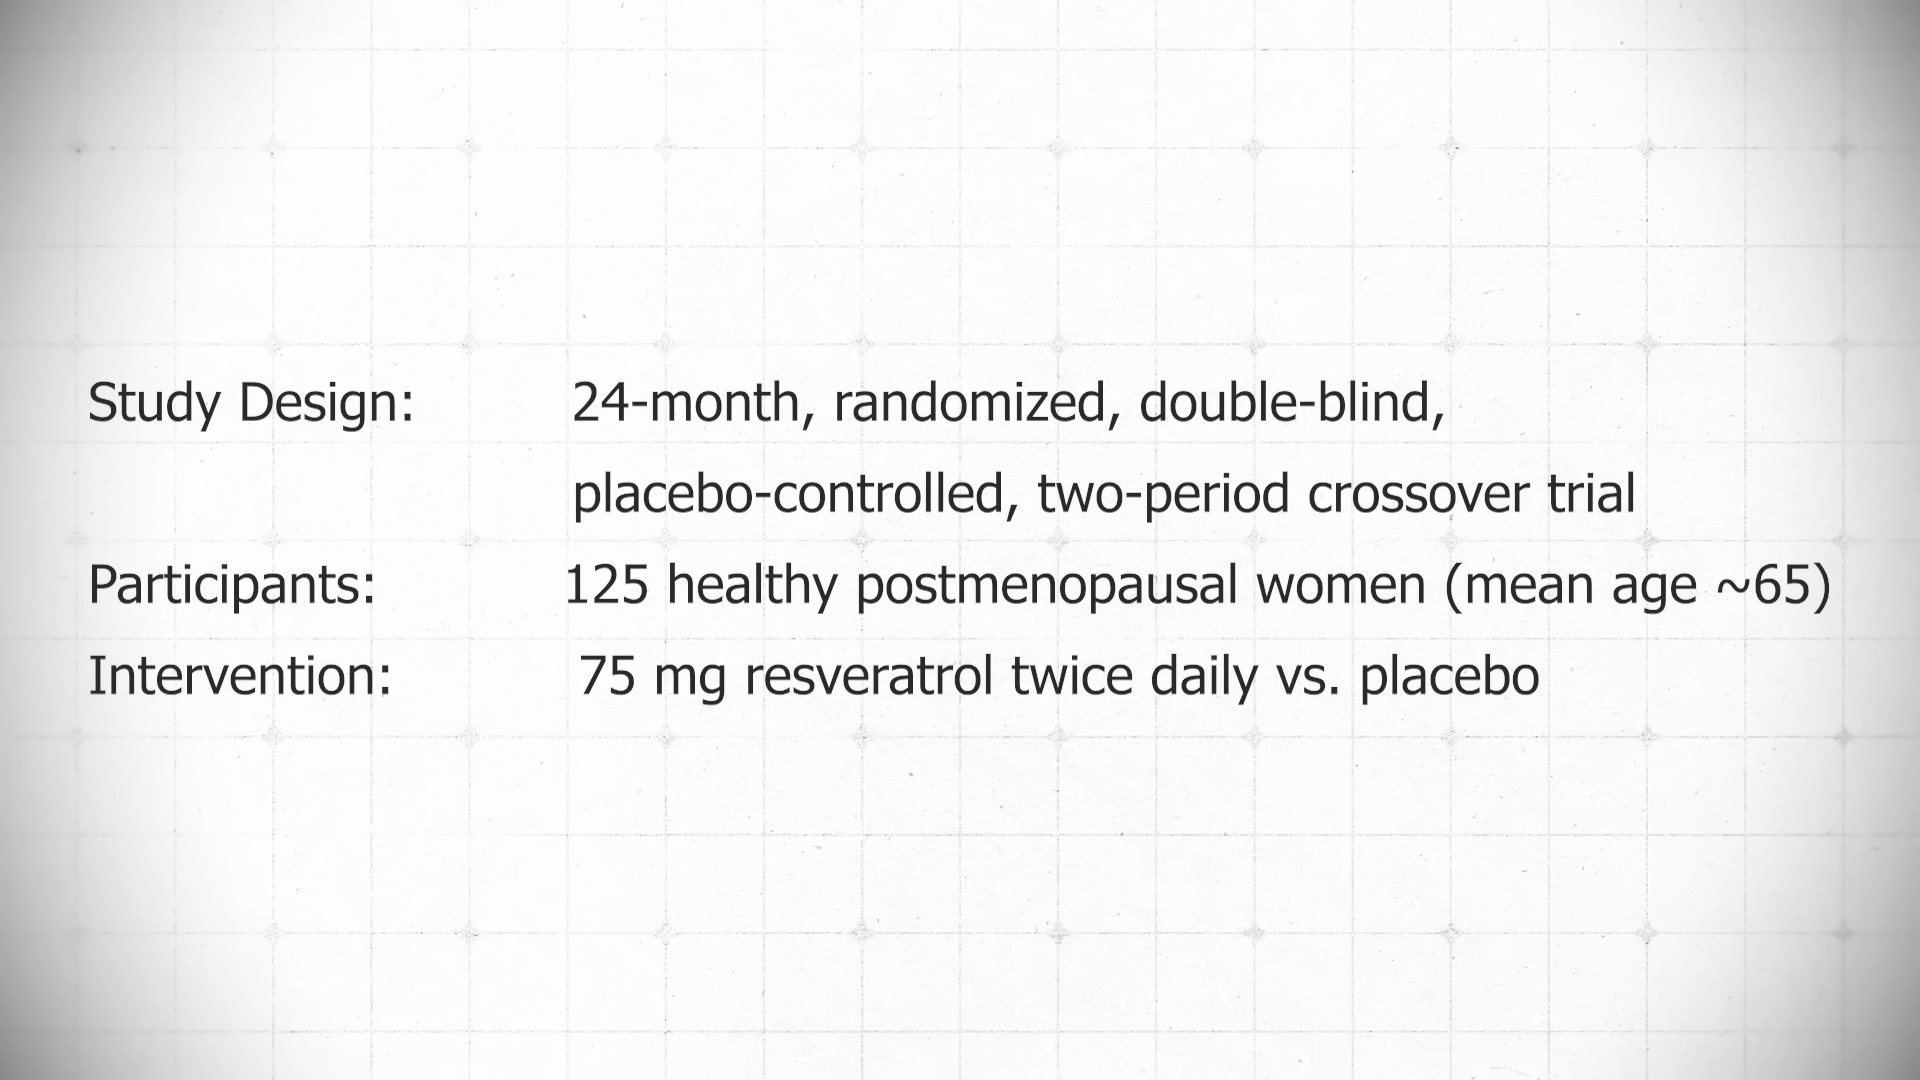 Study Design: 24-month, randomized, double-blind,
placebo-controlled, two-period crossover trial
Participants: 125 healthy postmenopausal women (mean age ~65)
Intervention: 75 mg resveratrol twice daily vs. placebo